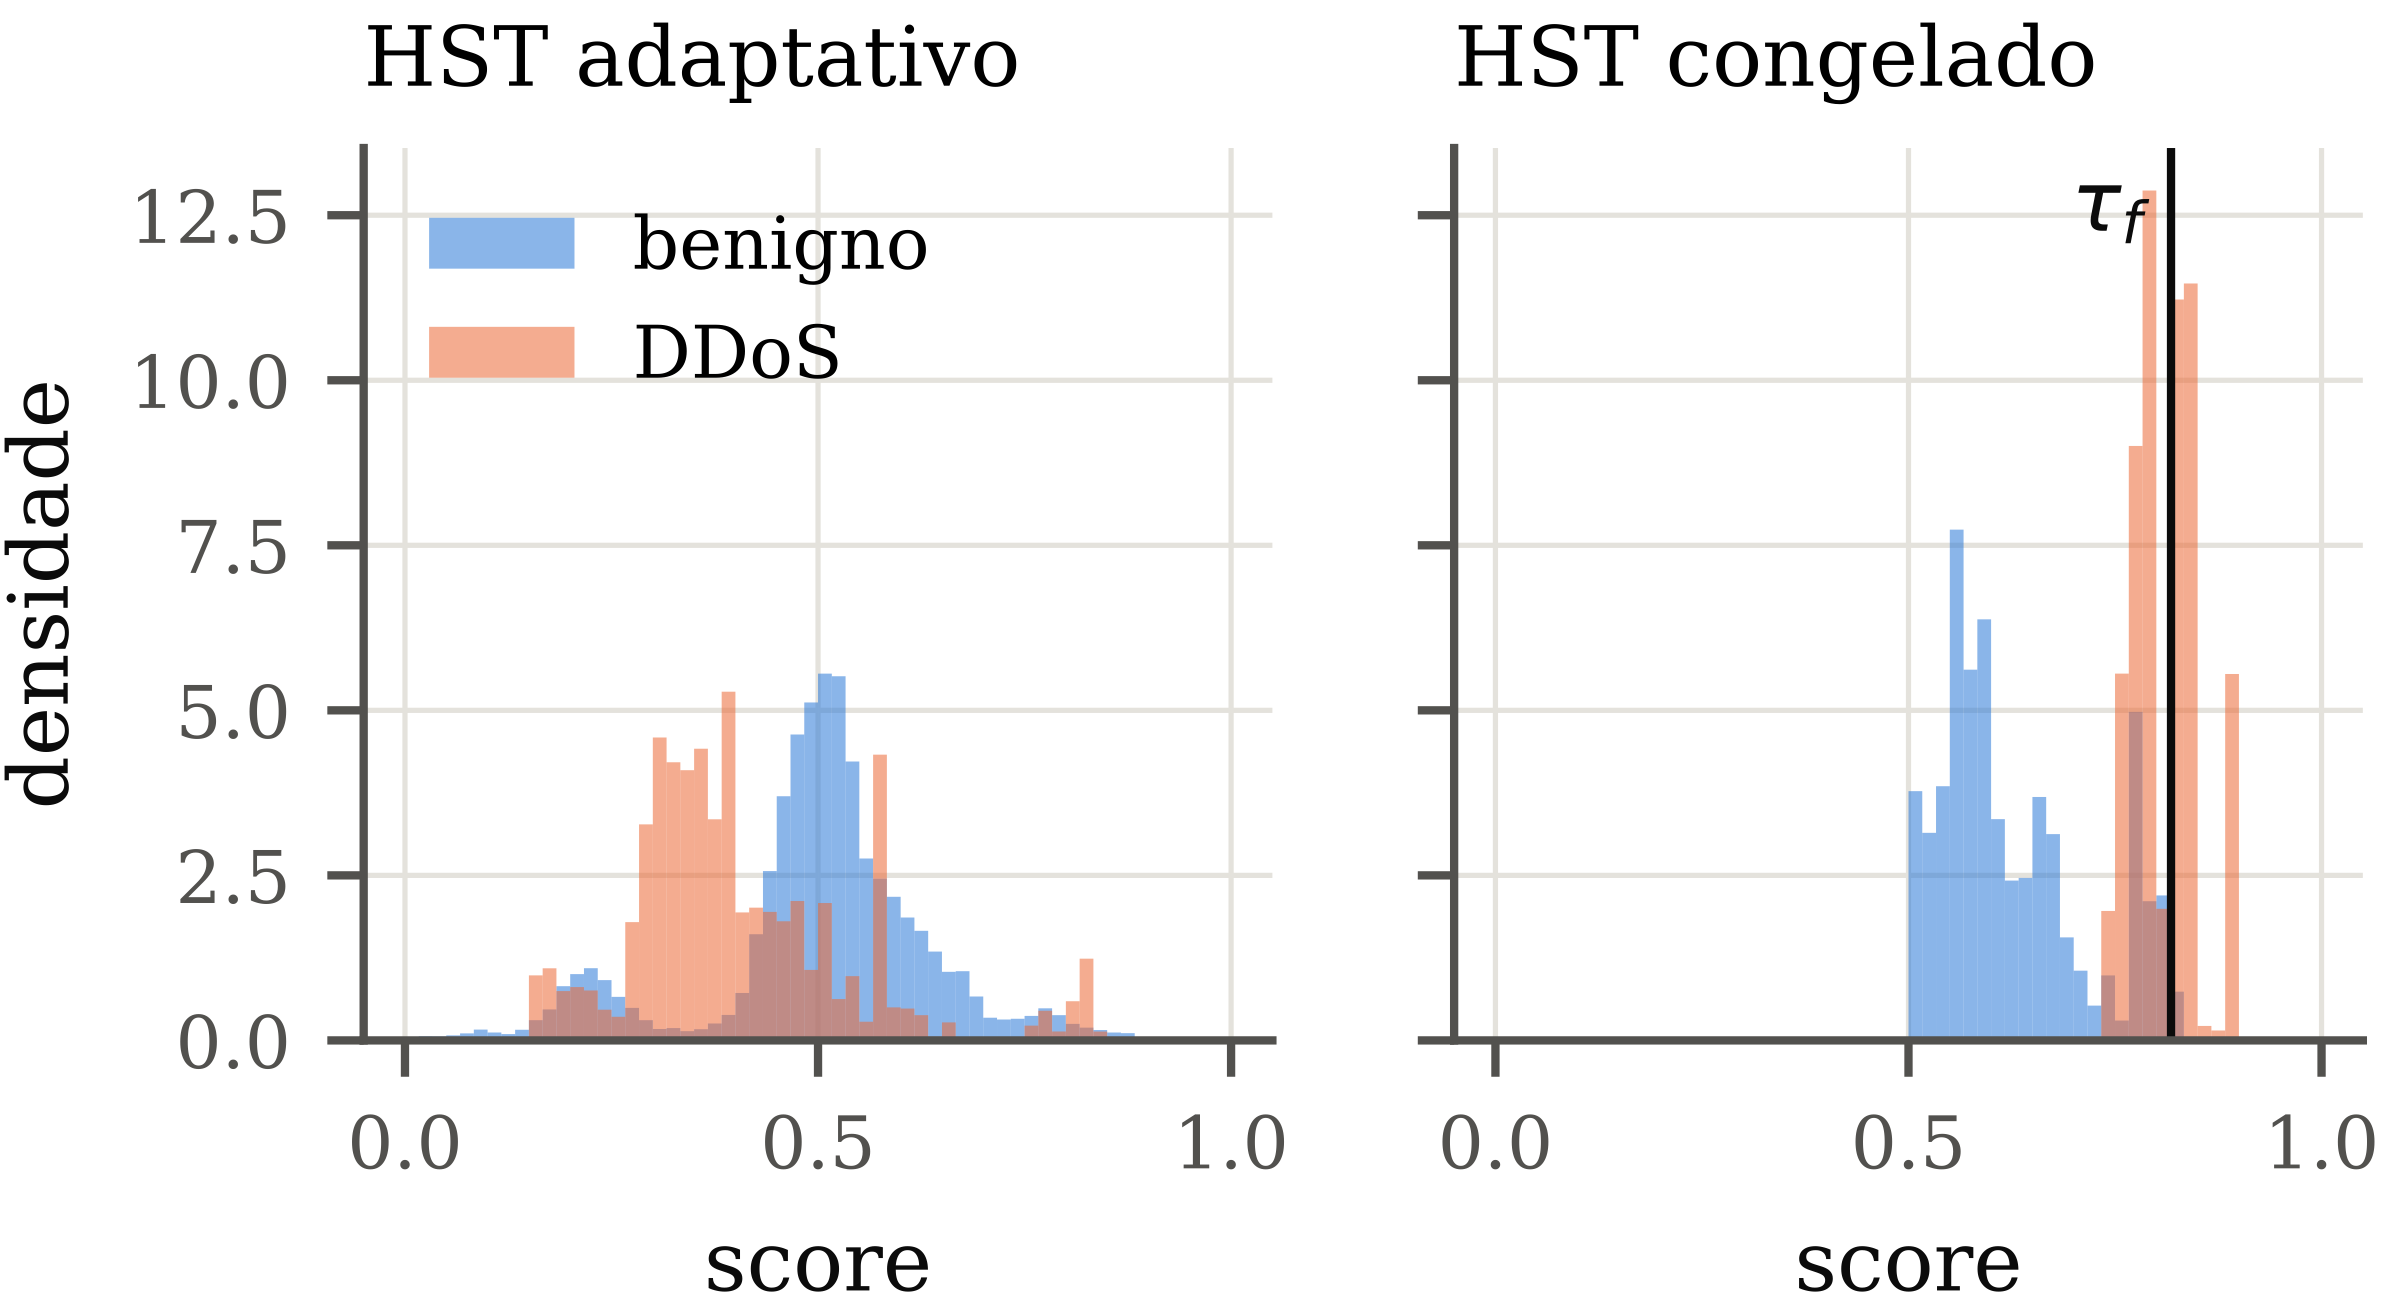 HST adaptativo
HST congelado
densidade
12.5
10.0
7.5
5.0
2.5
0.0
benigno
DDoS
0.0 0.5 1.0
score
τf
0.0 0.5 1.0
score